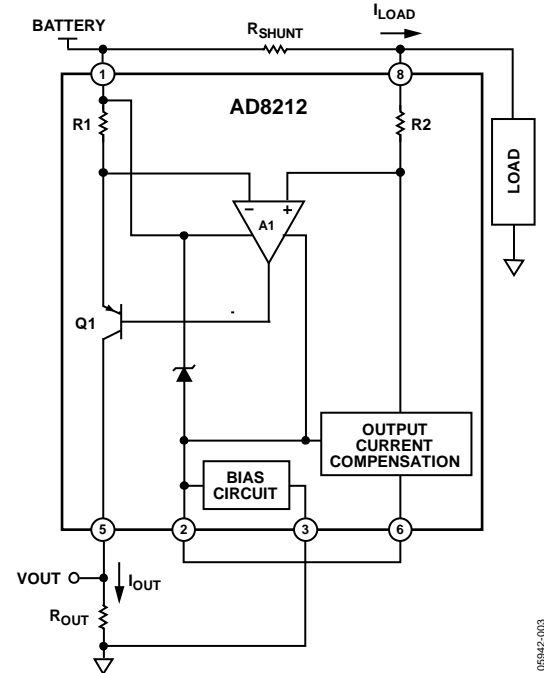 BATTERY
RSHUNT
ILOAD
1
8
AD8212
R1
R2
LOAD
− +
A1
Q1
OUTPUT
CURRENT
COMPENSATION
BIAS
CIRCUIT
5
2
3
6
VOUT
IOUT
ROUT
05942-003